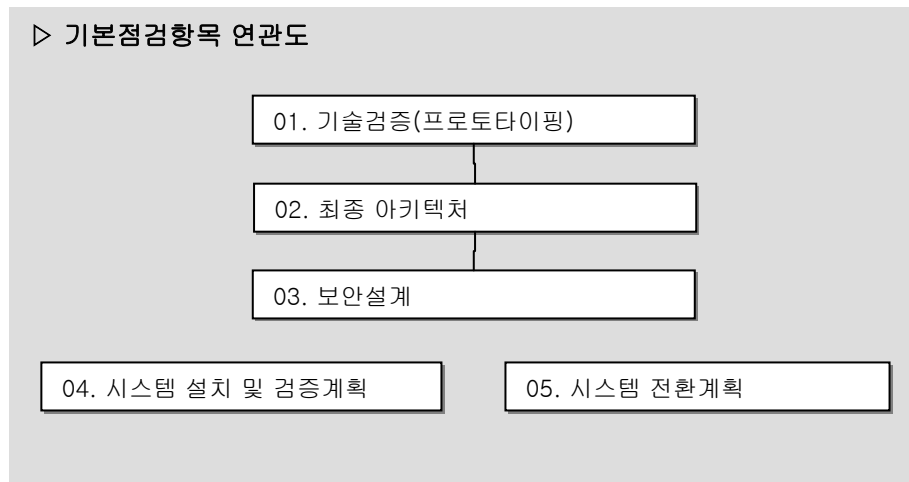 ▷ 기본점검항목 연관도
01. 기술검증(프로토타이핑)
02. 최종 아키텍처
03. 보안설계
04. 시스템 설치 및 검증계획
05. 시스템 전환계획